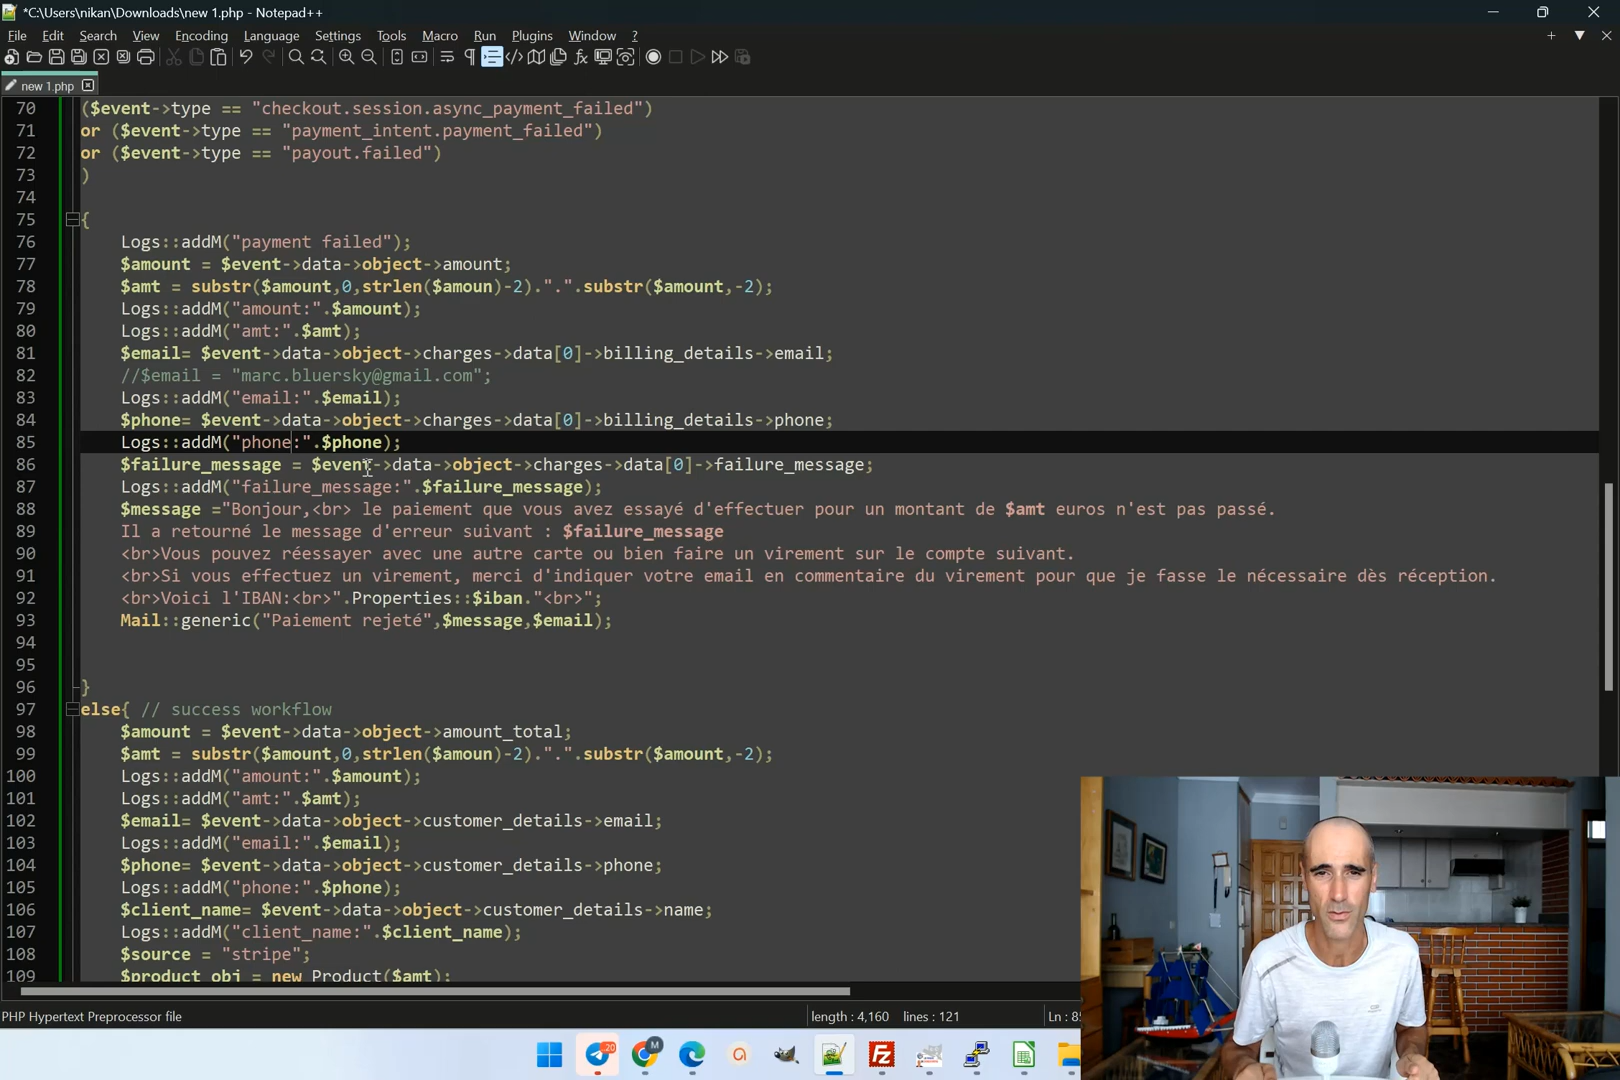 *C:\Users\nikan\Downloads\new 1.php - Notepad++
File Edit Search View Encoding Language Settings Tools Macro Run Plugins Window ?
new 1.php
70 ($event->type == "checkout.session.async_payment_failed")
71 or ($event->type == "payment_intent.payment_failed")
72 or ($event->type == "payout.failed")
73 )
74
75 {
76 Logs::addM("payment failed");
77 $amount = $event->data->object->amount;
78 $amt = substr($amount,0,strlen($amoun)-2).".".substr($amount,-2);
79 Logs::addM("amount:".$amount);
80 Logs::addM("amt:".$amt);
81 $email= $event->data->object->charges->data[0]->billing_details->email;
82 //$email = "marc.bluersky@gmail.com";
83 Logs::addM("email:".$email);
84 $phone= $event->data->object->charges->data[0]->billing_details->phone;
85 Logs::addM("phone:".$phone);
86 $failure_message = $event->data->object->charges->data[0]->failure_message;
87 Logs::addM("failure_message:".$failure_message);
88 $message ="Bonjour,<br> le paiement que vous avez essayé d'effectuer pour un montant de $amt euros n'est pas passé.
89 Il a retourné le message d'erreur suivant : $failure_message
90 <br>Vous pouvez réessayer avec une autre carte ou bien faire un virement sur le compte suivant.
91 <br>Si vous effectuez un virement, merci d'indiquer votre email en commentaire du virement pour que je fasse le nécessaire dès réception.
92 <br>Voici l'IBAN:<br>".Properties::$iban."<br>";
93 Mail::generic("Paiement rejeté",$message,$email);
94
95
96 }
97 else{ // success workflow
98 $amount = $event->data->object->amount_total;
99 $amt = substr($amount,0,strlen($amoun)-2).".".substr($amount,-2);
100 Logs::addM("amount:".$amount);
101 Logs::addM("amt:".$amt);
102 $email= $event->data->object->customer_details->email;
103 Logs::addM("email:".$email);
104 $phone= $event->data->object->customer_details->phone;
105 Logs::addM("phone:".$phone);
106 $client_name= $event->data->object->customer_details->name;
107 Logs::addM("client_name:".$client_name);
108 $source = "stripe";
109 $product_obj = new Product($amt);
PHP Hypertext Preprocessor file length : 4,160 lines : 121 Ln : 85
20 M